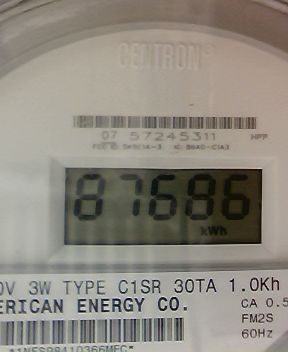 CENTRON®
07 57245311 HPP
87686
kWh
0V 3W TYPE C1SR 30TA 1.0Kh
ERICAN ENERGY CO.
CA 0.5
FM2S
60Hz